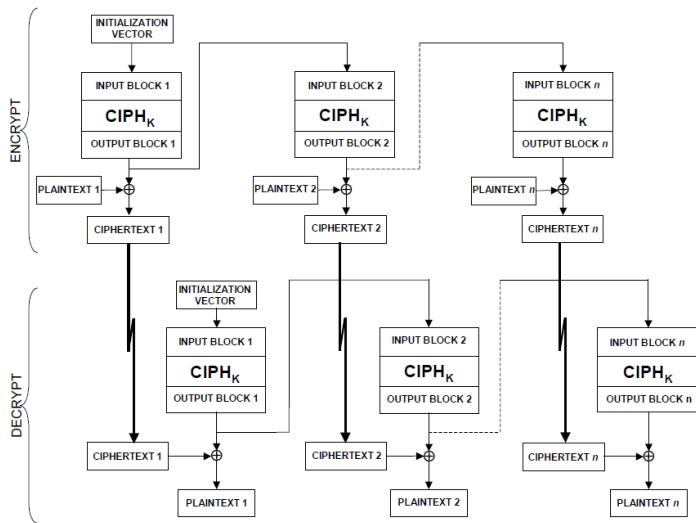 ENCRYPT
INITIALIZATION
VECTOR
INPUT BLOCK 1
CIPHK
OUTPUT BLOCK 1
PLAINTEXT 1
CIPHERTEXT 1
INPUT BLOCK 2
CIPHK
OUTPUT BLOCK 2
PLAINTEXT 2
CIPHERTEXT 2
INPUT BLOCK n
CIPHK
OUTPUT BLOCK n
PLAINTEXT n
CIPHERTEXT n
DECRYPT
INITIALIZATION
VECTOR
INPUT BLOCK 1
CIPHK
OUTPUT BLOCK 1
CIPHERTEXT 1
PLAINTEXT 1
INPUT BLOCK 2
CIPHK
OUTPUT BLOCK 2
CIPHERTEXT 2
PLAINTEXT 2
INPUT BLOCK n
CIPHK
OUTPUT BLOCK n
CIPHERTEXT n
PLAINTEXT n